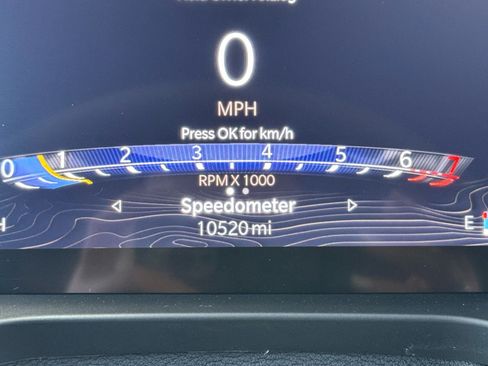 0
MPH
Press OK for km/h
0 1 2 3 4 5 6 7
RPM X 1000
Speedometer
H E
10520 mi